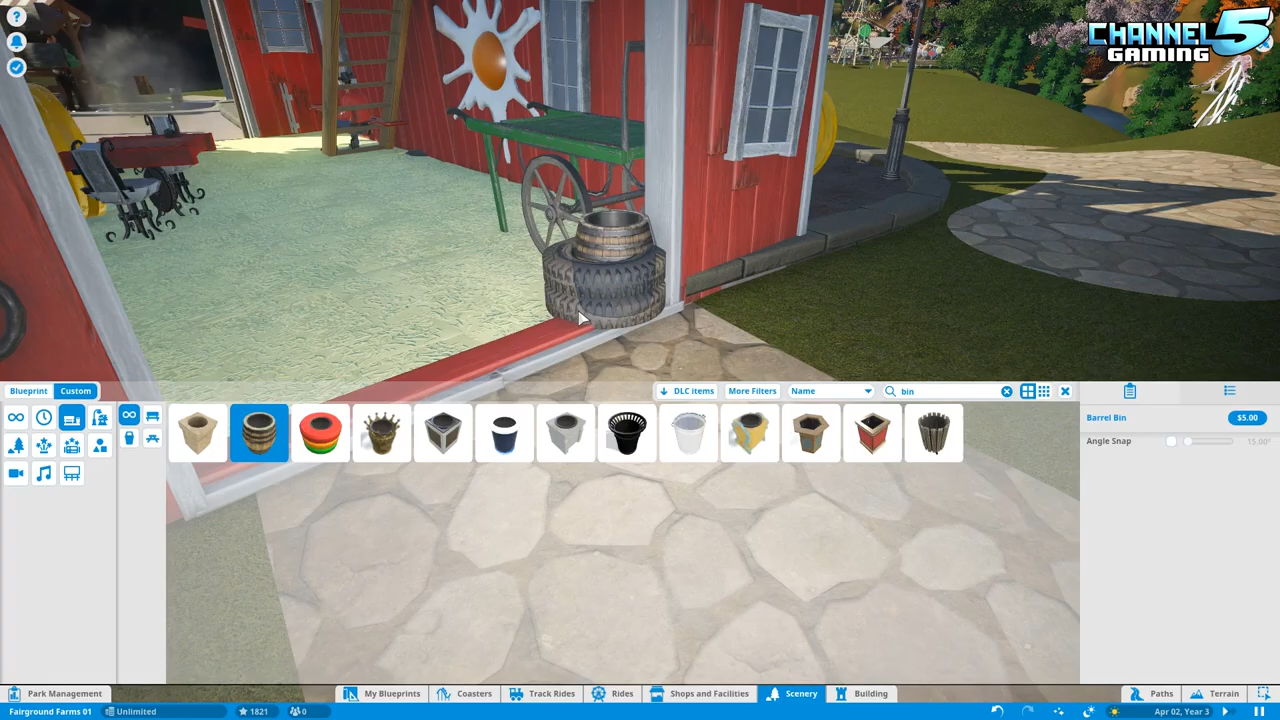 ?
CHANNEL 5
GAMING
Blueprint
Custom
DLC items
More Filters
Name
bin
Barrel Bin
$5.00
Angle Snap
15.00°
Park Management
My Blueprints
Coasters
Track Rides
Rides
Shops and Facilities
Scenery
Building
Paths
Terrain
Fairground Farms 01
Unlimited
1821
0
Apr 02, Year 3